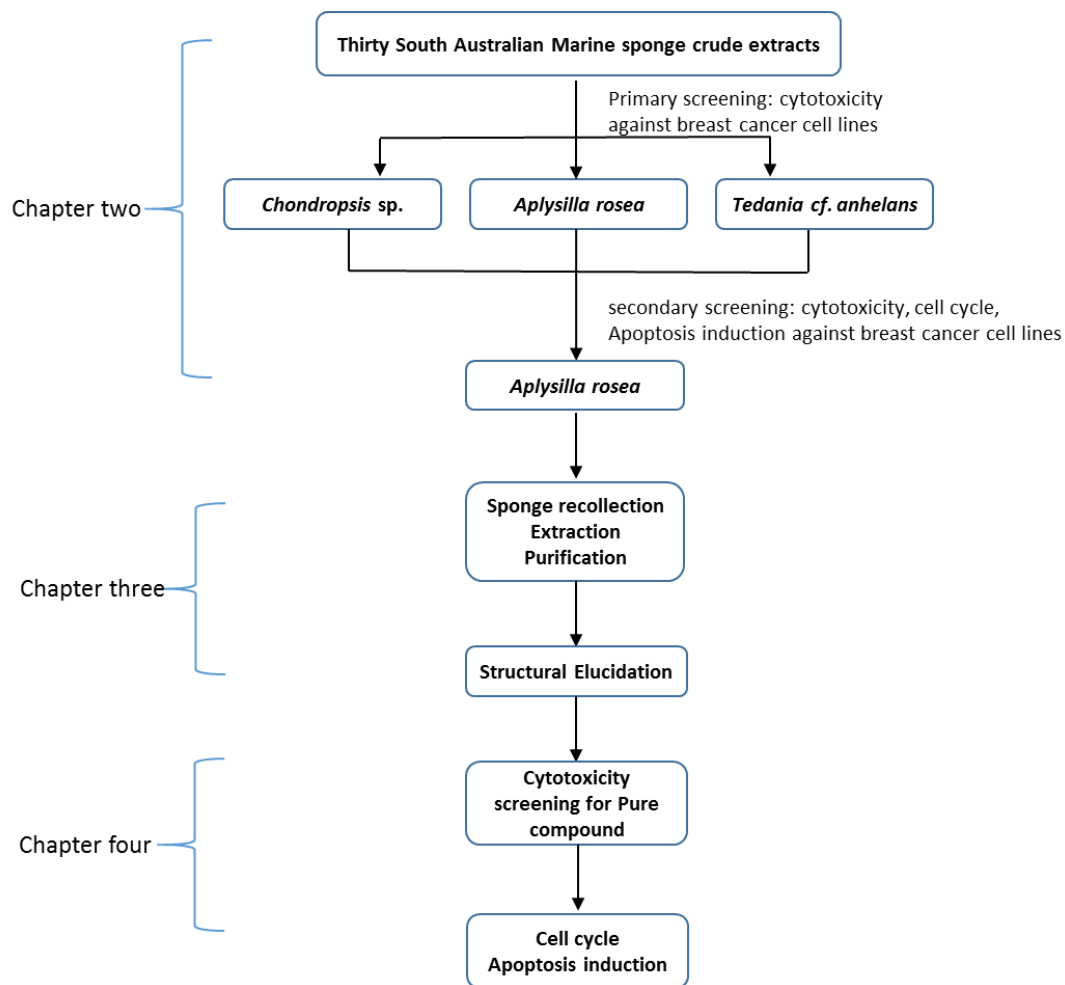 Thirty South Australian Marine sponge crude extracts
Primary screening: cytotoxicity
against breast cancer cell lines
Chapter two
Chondropsis sp.
Aplysilla rosea
Tedania cf. anhelans
secondary screening: cytotoxicity, cell cycle,
Apoptosis induction against breast cancer cell lines
Aplysilla rosea
Chapter three
Sponge recollection
Extraction
Purification
Structural Elucidation
Chapter four
Cytotoxicity
screening for Pure
compound
Cell cycle
Apoptosis induction